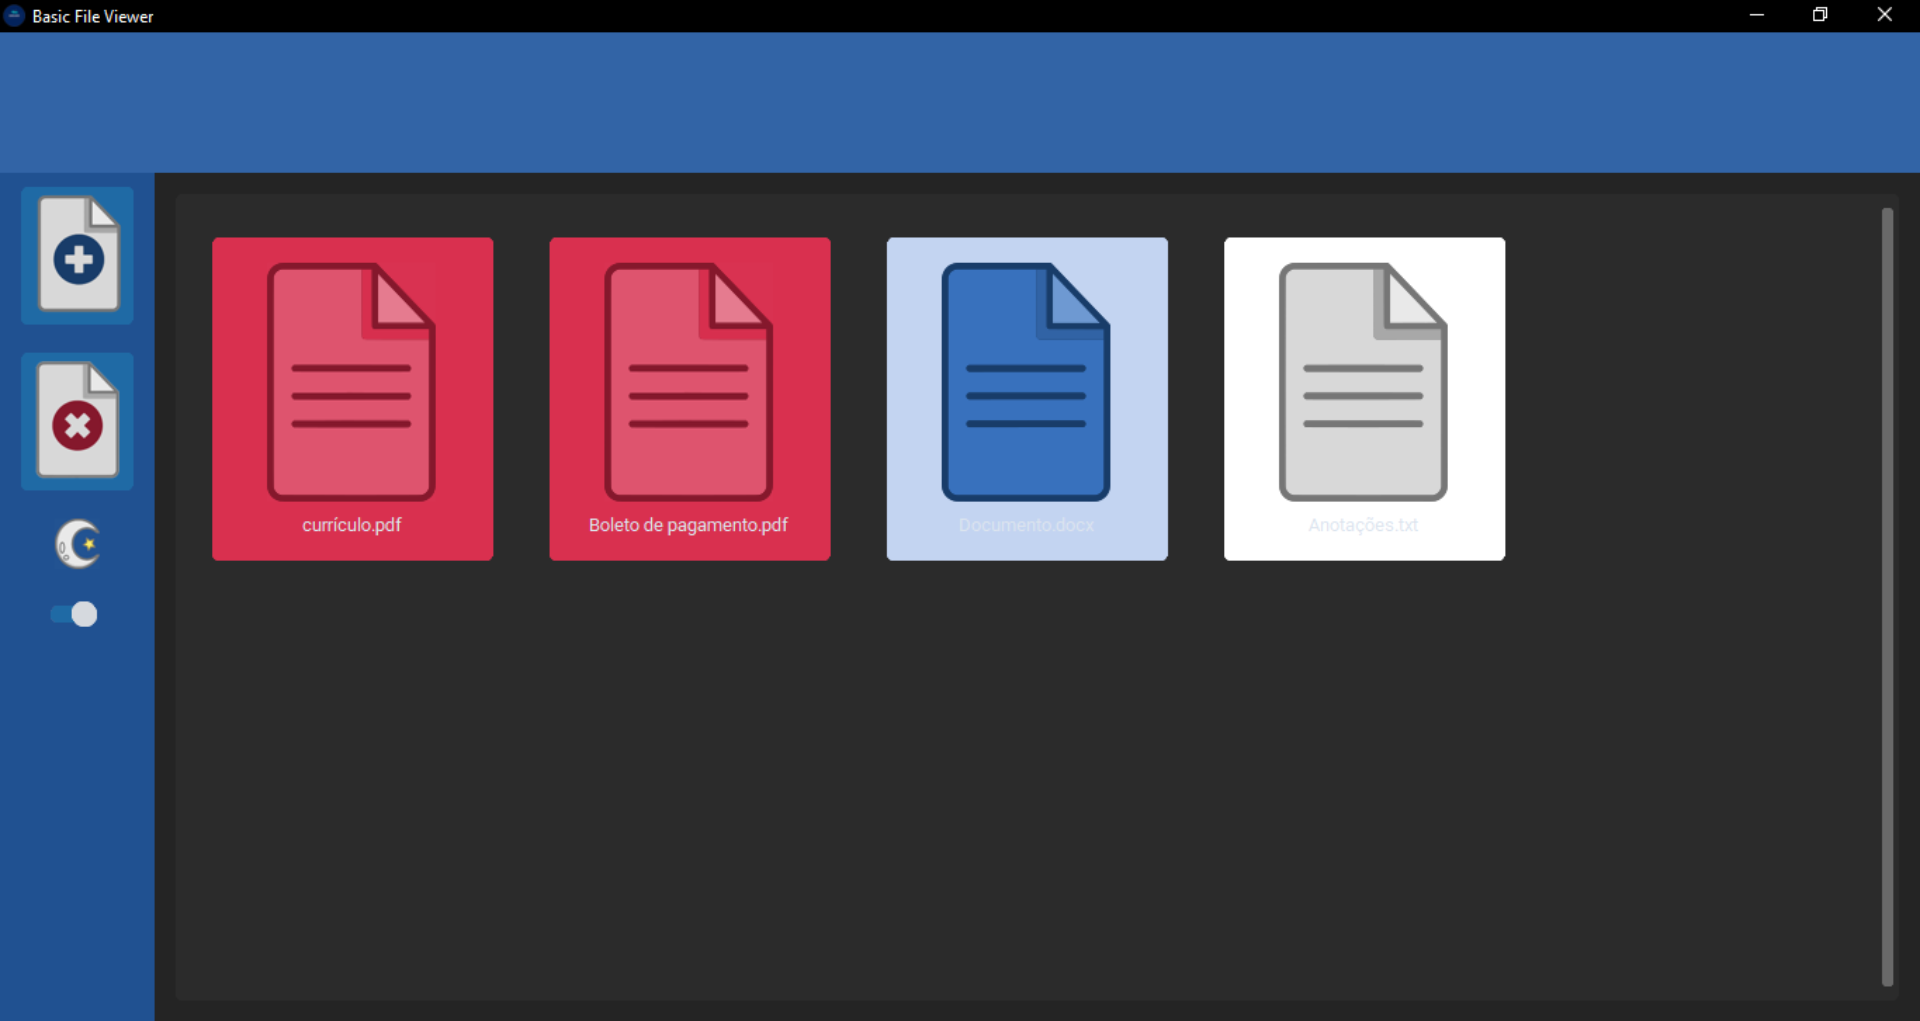 Basic File Viewer
currículo.pdf
Boleto de pagamento.pdf
Documento.docx
Anotações.txt